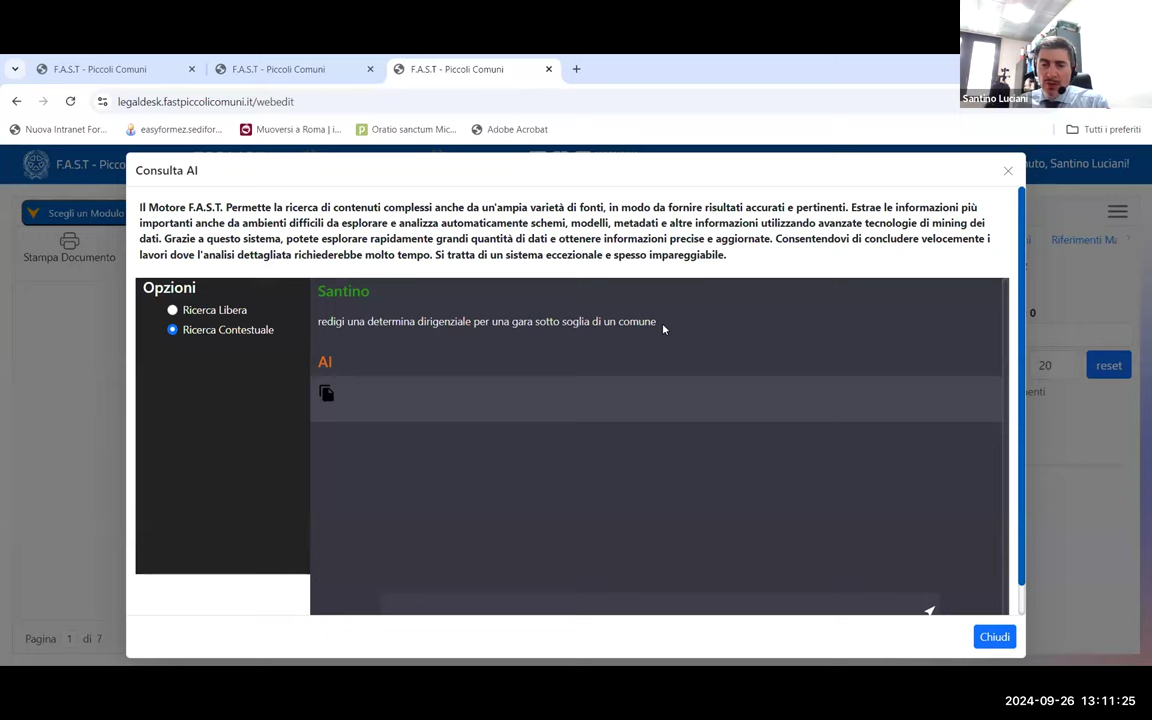 Santino Luciani
F.A.S.T - Piccoli Comuni
F.A.S.T - Piccoli Comuni
F.A.S.T - Piccoli Comuni
legaldesk.fastpiccolicomuni.it/webedit
Nuova Intranet For...
easyformez.sedifor...
Muoversi a Roma | i...
Oratio sanctum Mic...
Adobe Acrobat
Tutti i preferiti
F.A.S.T - Picco
nuto, Santino Luciani!
Scegli un Modulo
Stampa Documento
Riferimenti Ma
0
20
reset
enti
Pagina 1 di 7
Consulta AI
Il Motore F.A.S.T. Permette la ricerca di contenuti complessi anche da un'ampia varietà di fonti, in modo da fornire risultati accurati e pertinenti. Estrae le informazioni più
importanti anche da ambienti difficili da esplorare e analizza automaticamente schemi, modelli, metadati e altre informazioni utilizzando avanzate tecnologie di mining dei
dati. Grazie a questo sistema, potete esplorare rapidamente grandi quantità di dati e ottenere informazioni precise e aggiornate. Consentendovi di concludere velocemente i
lavori dove l'analisi dettagliata richiederebbe molto tempo. Si tratta di un sistema eccezionale e spesso impareggiabile.
Opzioni
Ricerca Libera
Ricerca Contestuale
Santino
redigi una determina dirigenziale per una gara sotto soglia di un comune
AI
Chiudi
2024-09-26 13:11:25